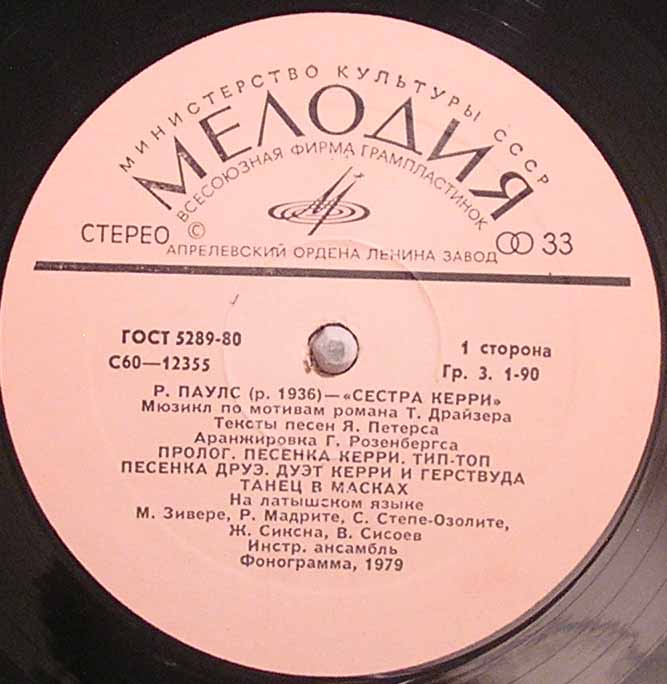 МИНИСТЕРСТВО КУЛЬТУРЫ СССР
МЕЛОДИЯ
ВСЕСОЮЗНАЯ ФИРМА ГРАМПЛАСТИНОК
СТЕРЕО © 33
АПРЕЛЕВСКИЙ ОРДЕНА ЛЕНИНА ЗАВОД
ГОСТ 5289-80
1 сторона
С60—12355
Гр. 3. 1-90
Р. ПАУЛС (р. 1936)—«СЕСТРА КЕРРИ»
Мюзикл по мотивам романа Т. Драйзера
Тексты песен Я. Петерса
Аранжировка Г. Розенбергса
ПРОЛОГ. ПЕСЕНКА КЕРРИ. ТИП-ТОП
ПЕСЕНКА ДРУЭ. ДУЭТ КЕРРИ И ГЕРСТВУДА
ТАНЕЦ В МАСКАХ
На латышском языке
М. Зивере, Р. Мадрите, С. Степе-Озолите,
Ж. Сиксна, В. Сисоев
Инстр. ансамбль
Фонограмма, 1979